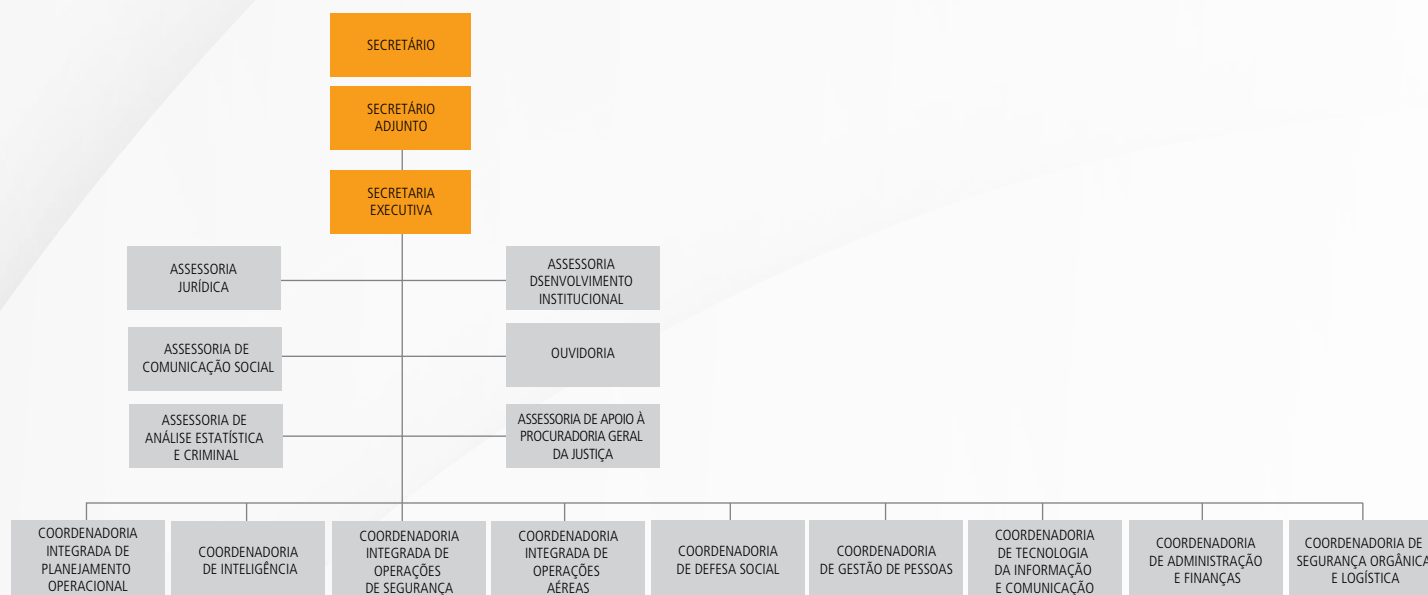 SECRETÁRIO
SECRETÁRIO
ADJUNTO
SECRETARIA
EXECUTIVA
ASSESSORIA
JURÍDICA
ASSESSORIA
DSENVOLVIMENTO
INSTITUCIONAL
ASSESSORIA DE
COMUNICAÇÃO SOCIAL
OUVIDORIA
ASSESSORIA DE
ANÁLISE ESTATÍSTICA
E CRIMINAL
ASSESSORIA DE APOIO À
PROCURADORIA GERAL
DA JUSTIÇA
COORDENADORIA
INTEGRADA DE
PLANEJAMENTO
OPERACIONAL
COORDENADORIA
DE INTELIGÊNCIA
COORDENADORIA
INTEGRADA DE
OPERAÇÕES
DE SEGURANÇA
COORDENADORIA
INTEGRADA DE
OPERAÇÕES
AÉREAS
COORDENADORIA
DE DEFESA SOCIAL
COORDENADORIA
DE GESTÃO DE PESSOAS
COORDENADORIA
DE TECNOLOGIA
DA INFORMAÇÃO
E COMUNICAÇÃO
COORDENADORIA
DE ADMINISTRAÇÃO
E FINANÇAS
COORDENADORIA DE
SEGURANÇA ORGÂNICA
E LOGÍSTICA